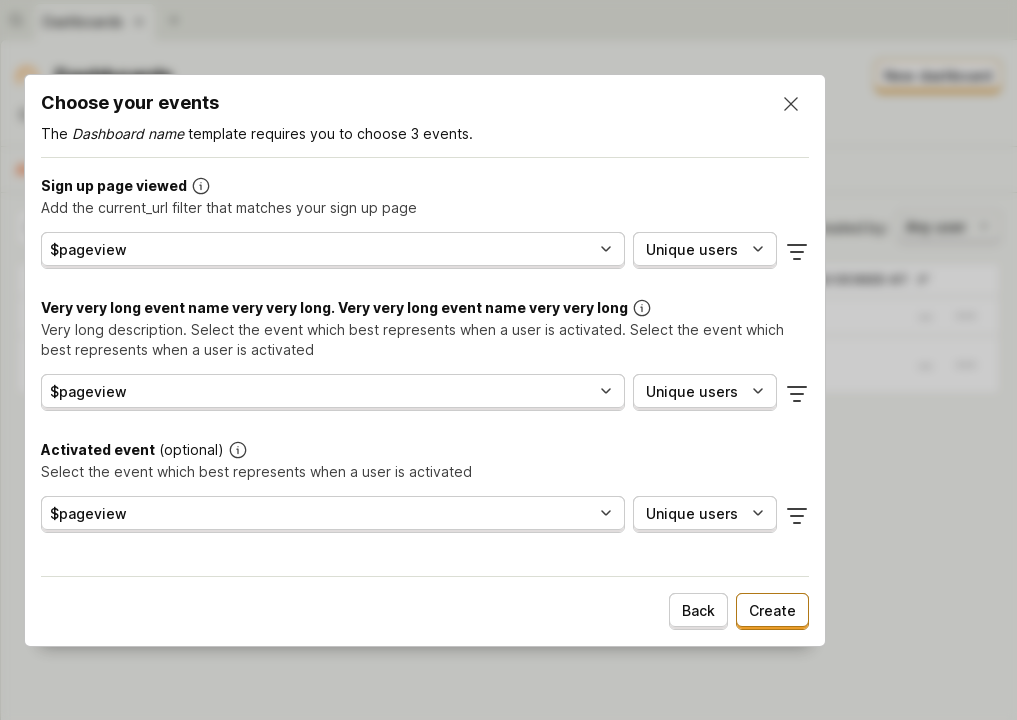 Dashboards
Dashboards
New dashboard
Choose your events
The Dashboard name template requires you to choose 3 events.
Sign up page viewed
Add the current_url filter that matches your sign up page
$pageview
Unique users
Very very long event name very very long. Very very long event name very very long
Very long description. Select the event which best represents when a user is activated. Select the event which
best represents when a user is activated
$pageview
Unique users
Activated event (optional)
Select the event which best represents when a user is activated
$pageview
Unique users
Back
Create
Any user